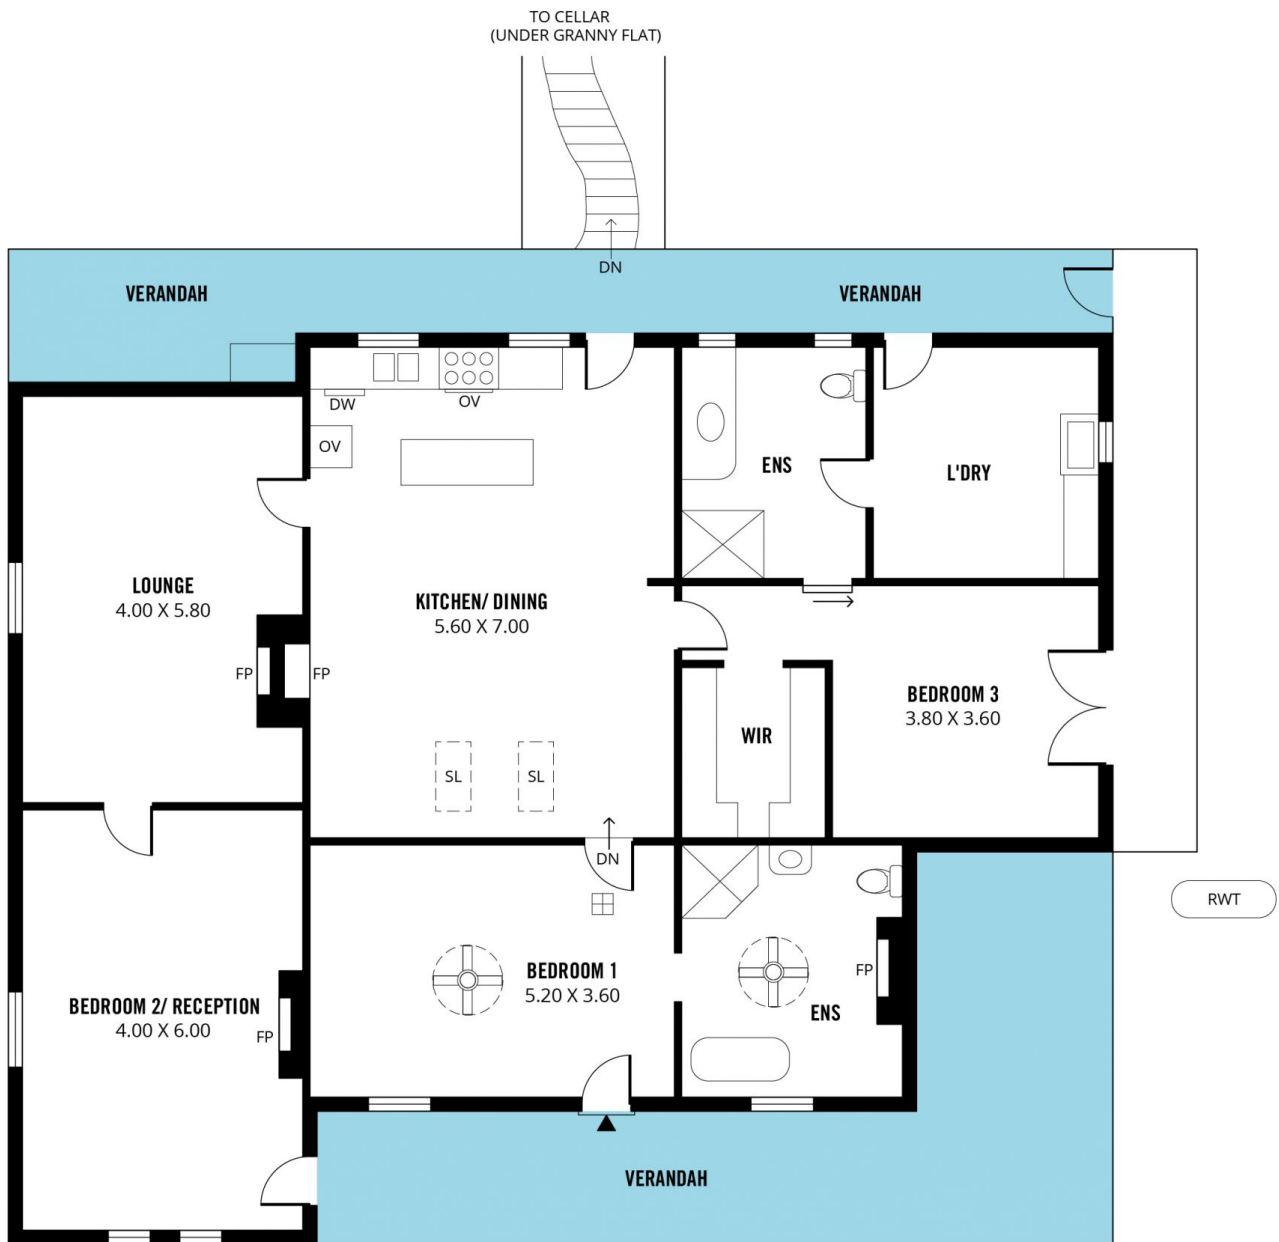 TO CELLAR
(UNDER GRANNY FLAT)
DN
VERANDAH
VERANDAH
DW
OV
OV
ENS
L'DRY
LOUNGE
4.00 X 5.80
KITCHEN/ DINING
5.60 X 7.00
FP
FP
BEDROOM 3
3.80 X 3.60
WIR
SL
SL
DN
RWT
BEDROOM 1
5.20 X 3.60
FP
BEDROOM 2/ RECEPTION
4.00 X 6.00
FP
ENS
VERANDAH